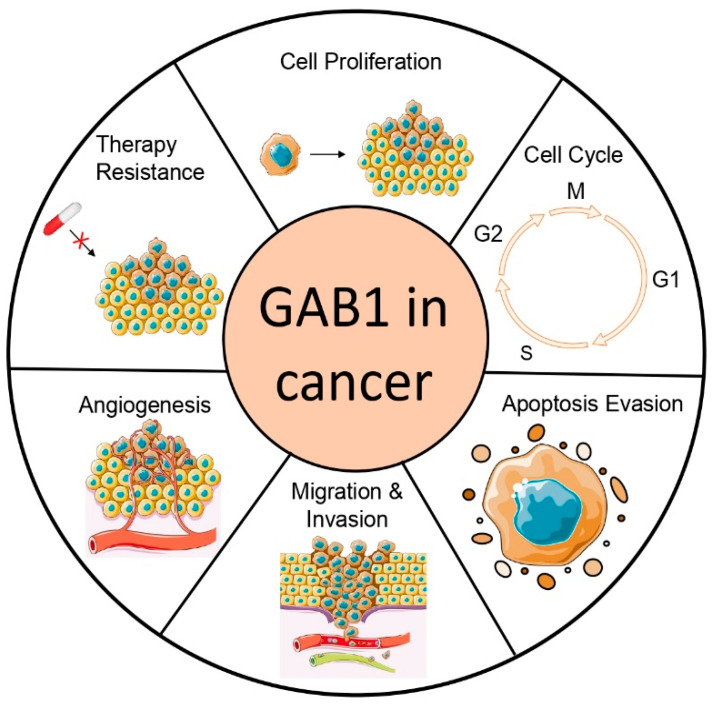 Cell Proliferation
Therapy
Resistance
Cell Cycle
M
G2
G1
S
GAB1 in
cancer
Angiogenesis
Apoptosis Evasion
Migration &
Invasion